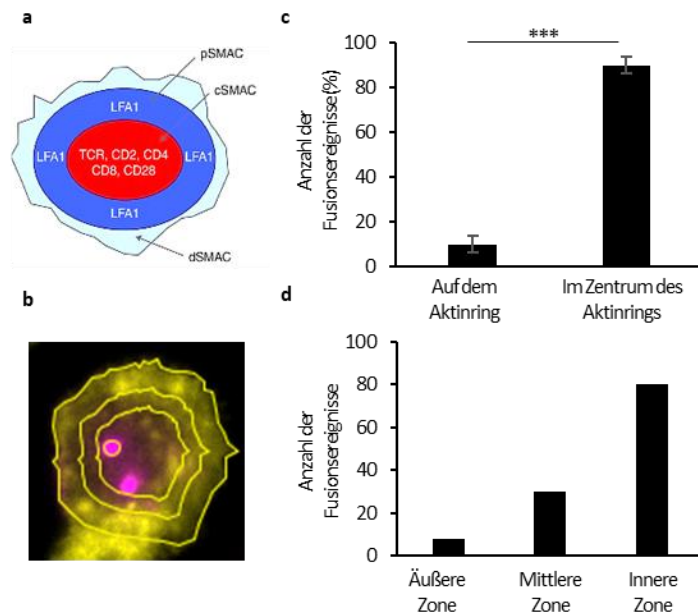 a
pSMAC
cSMAC
LFA1
LFA1
TCR, CD2, CD4
CD8, CD28
LFA1
LFA1
dSMAC
b
c
***
Anzahl der
Fusionsereignisse(%)
100
80
60
40
20
0
Auf dem
Aktinring
Im Zentrum des
Aktinrings
d
Anzahl der
Fusionsereignisse
100
80
60
40
20
0
Äußere
Zone
Mittlere
Zone
Innere
Zone